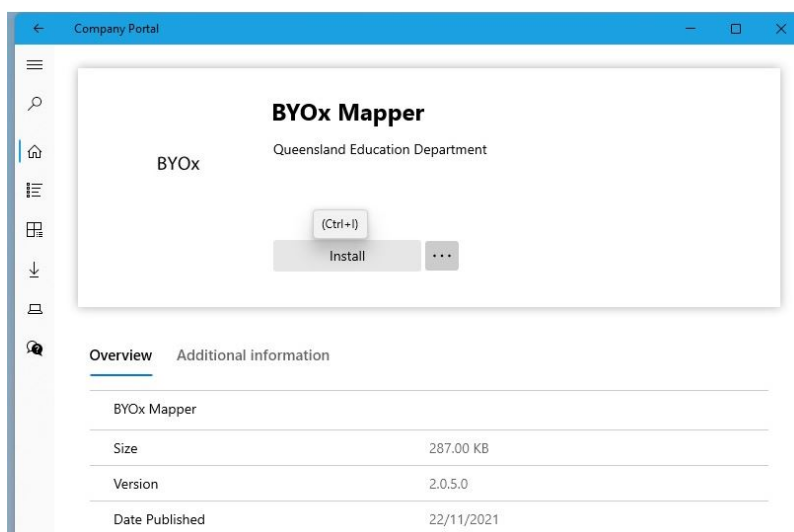 Company Portal
BYOx Mapper
Queensland Education Department
BYOx
(Ctrl+I)
Install
Overview Additional information
BYOx Mapper
Size 287.00 KB
Version 2.0.5.0
Date Published 22/11/2021